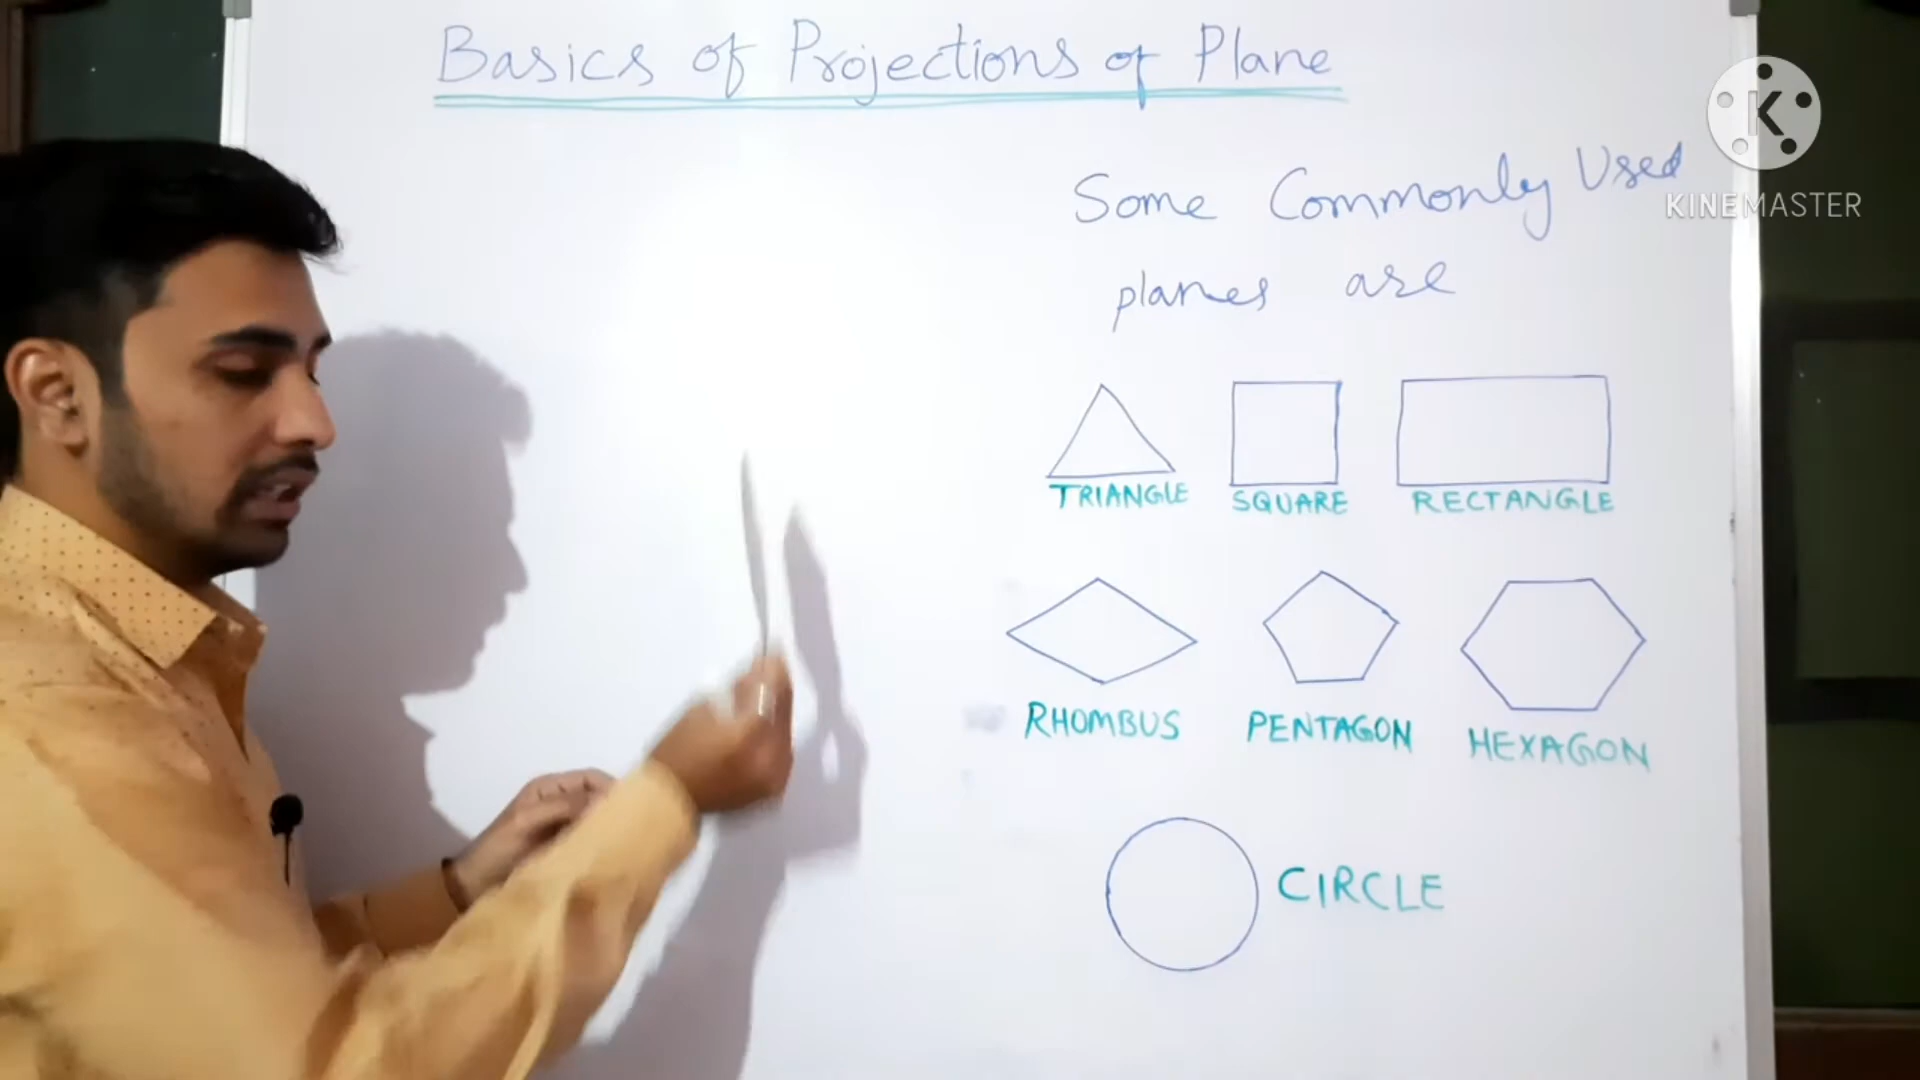 Basics of Projections of Plane
K
KINEMASTER
Some Commonly Used
planes are
TRIANGLE SQUARE RECTANGLE
RHOMBUS PENTAGON HEXAGON
CIRCLE